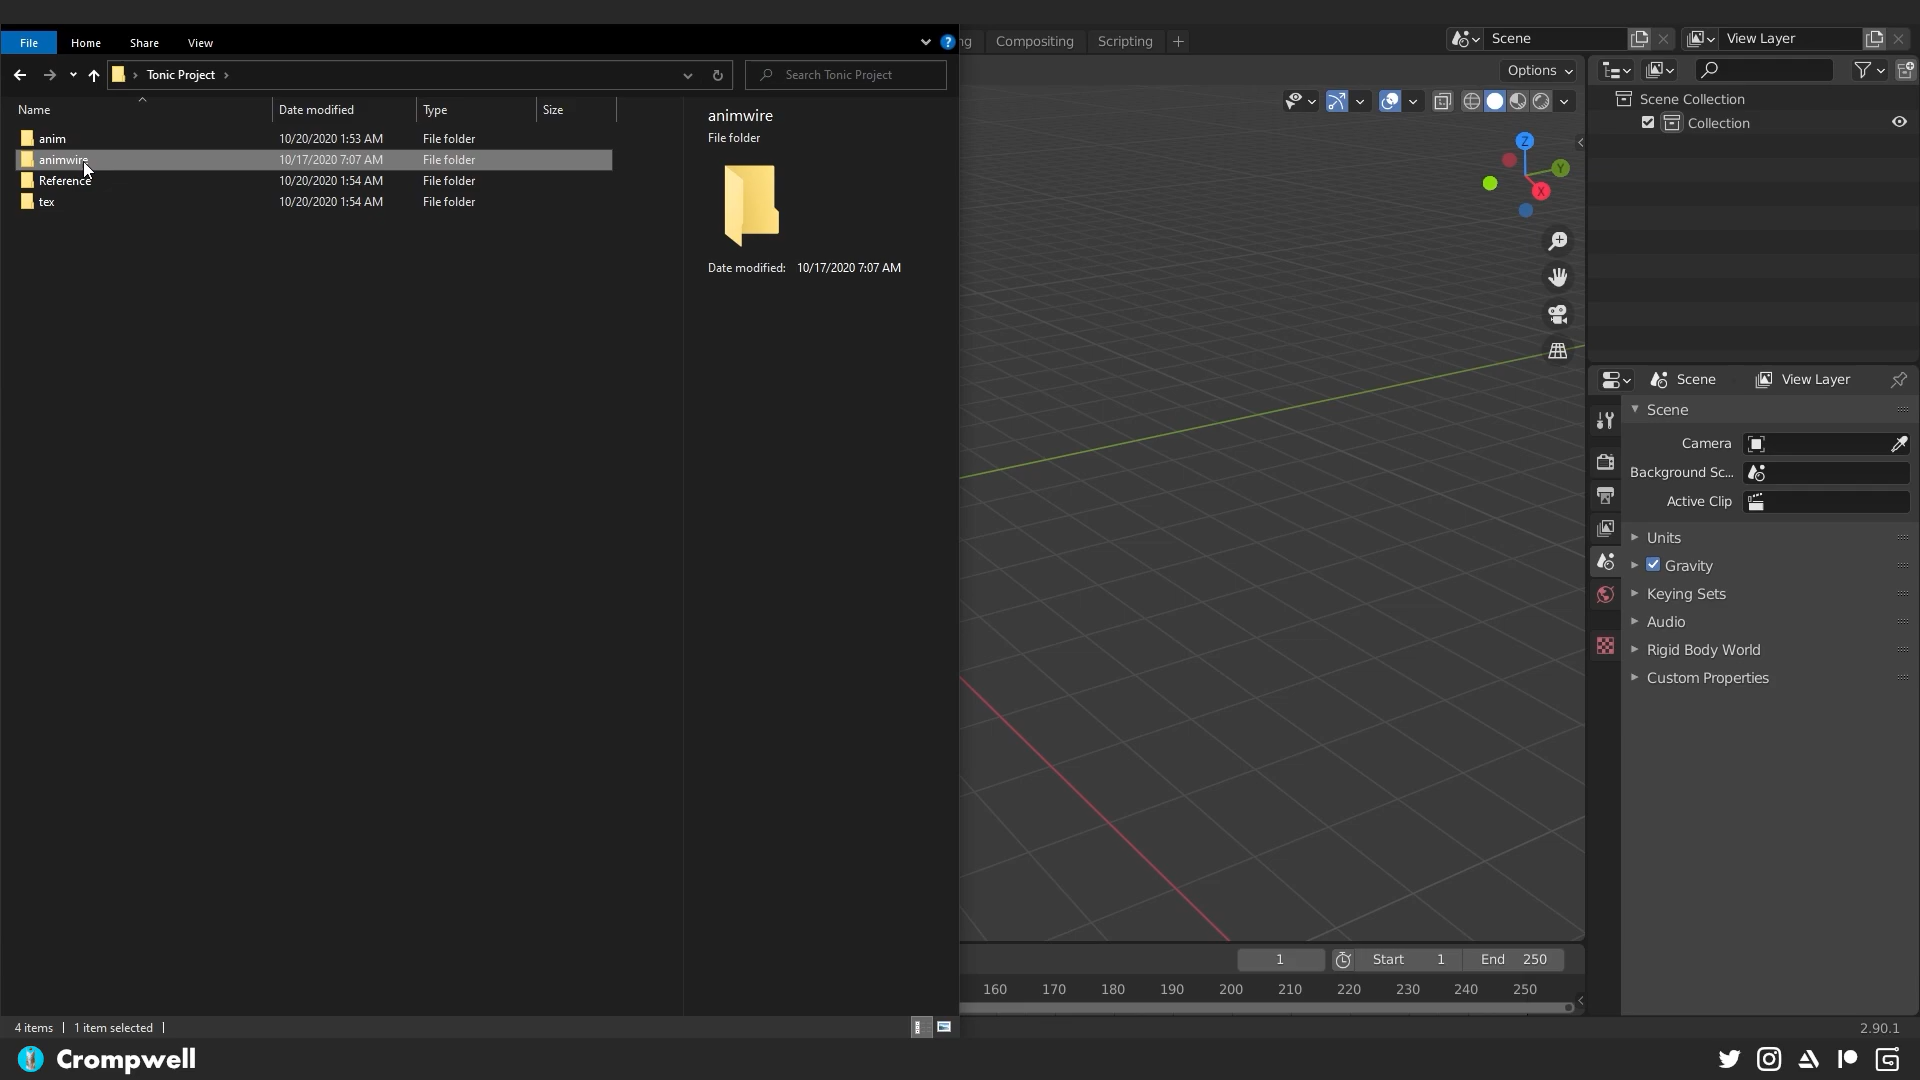 File Home Share View
Tonic Project
Search Tonic Project
Name Date modified Type Size
anim 10/20/2020 1:53 AM File folder
animwire 10/17/2020 7:07 AM File folder
Reference 10/20/2020 1:54 AM File folder
tex 10/20/2020 1:54 AM File folder
animwire
File folder
Date modified: 10/17/2020 7:07 AM
4 items 1 item selected
ng Compositing Scripting +
Scene
View Layer
Options
Z
Y
X
Scene Collection
Collection
Scene View Layer
Scene
Camera
Background Sc...
Active Clip
Units
Gravity
Keying Sets
Audio
Rigid Body World
Custom Properties
1 Start 1 End 250
160 170 180 190 200 210 220 230 240 250
2.90.1
Crompwell